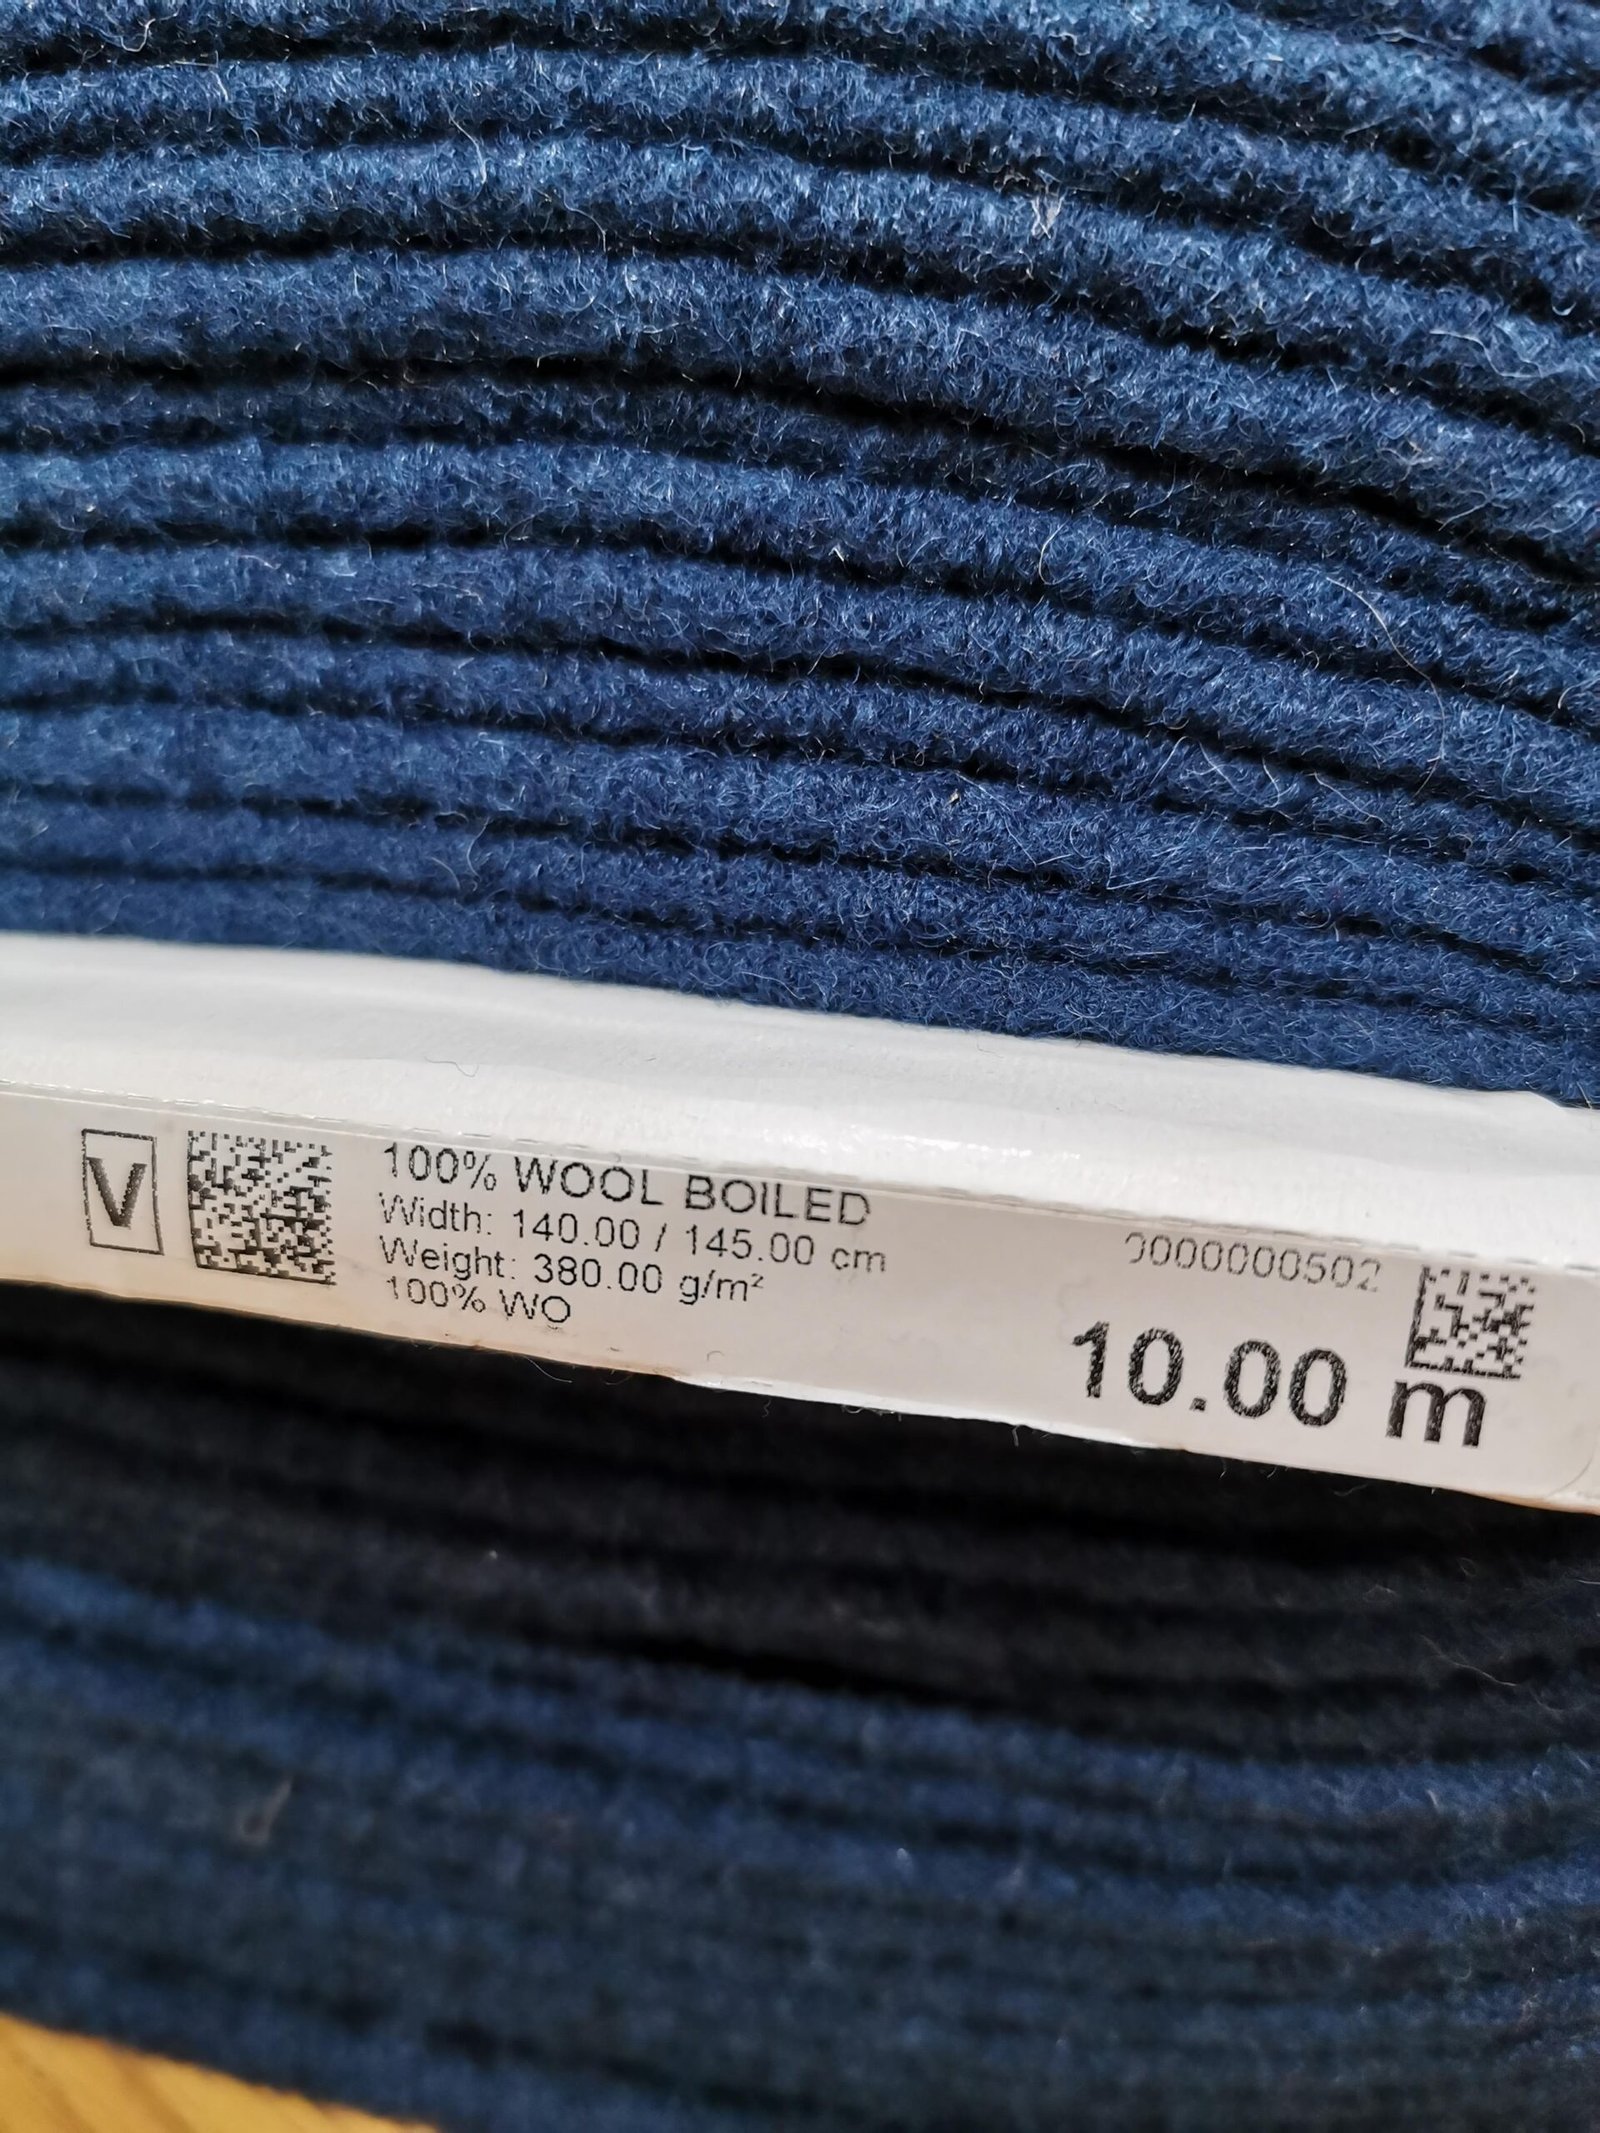 V
100% WOOL BOILED
Width: 140.00 / 145.00 cm
Weight: 380.00 g/m²
100% WO
0000000502
10.00 m